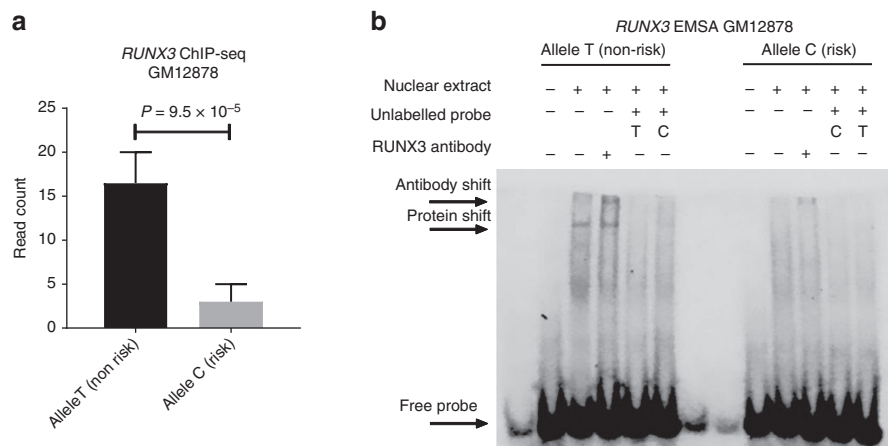 a
RUNX3 ChIP-seq
GM12878
P = 9.5 × 10⁻⁵
25
20
15
10
5
0
Read count
Allele T (non risk)
Allele C (risk)
b
RUNX3 EMSA GM12878
Allele T (non-risk) Allele C (risk)
Nuclear extract – + + + + – + + + +
Unlabelled probe – – – + + – – – + +
T C C T
RUNX3 antibody – – + – – – – + – –
Antibody shift
Protein shift
Free probe